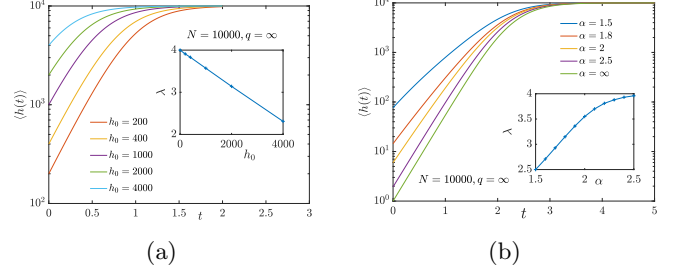 10^4
10^3
10^2
⟨h(t)⟩
N = 10000, q = ∞
4
3
2
λ
0
2000
4000
h_0
h_0 = 200
h_0 = 400
h_0 = 1000
h_0 = 2000
h_0 = 4000
0
0.5
1
1.5
2
2.5
3
t
(a)
10^4
10^3
10^2
10^1
10^0
⟨h(t)⟩
α = 1.5
α = 1.8
α = 2
α = 2.5
α = ∞
4
3.5
3
2.5
λ
1.5
2
2.5
α
N = 10000, q = ∞
0
1
2
3
4
5
t
(b)